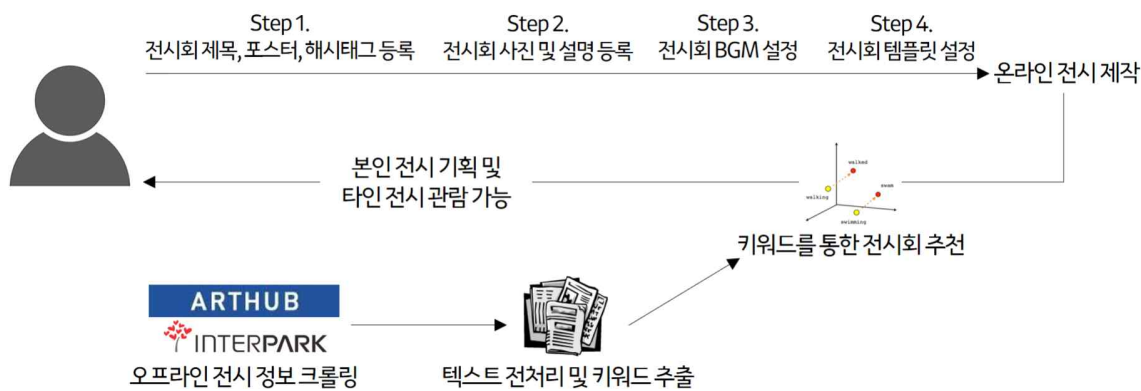 Step 1.
전시회 제목, 포스터, 해시태그 등록
Step 2.
전시회 사진 및 설명 등록
Step 3.
전시회 BGM 설정
Step 4.
전시회 템플릿 설정
온라인 전시 제작
본인 전시 기획 및
타인 전시 관람 가능
walked
swam
walking
swimming
키워드를 통한 전시회 추천
ARTHUB
INTERPARK
오프라인 전시 정보 크롤링
텍스트 전처리 및 키워드 추출